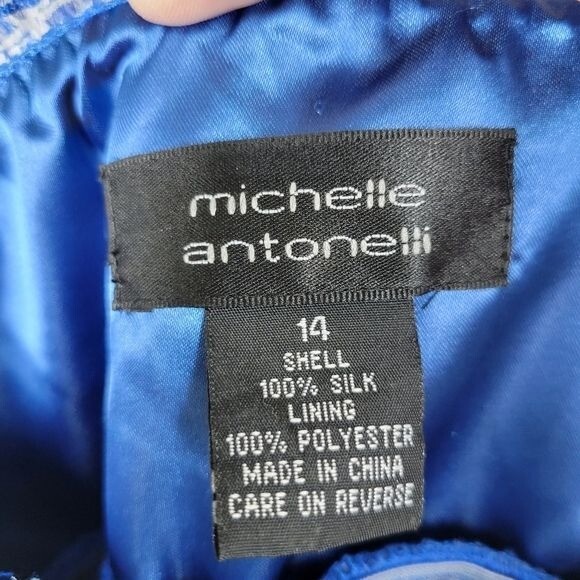 michelle
antonelli
14
SHELL
100% SILK
LINING
100% POLYESTER
MADE IN CHINA
CARE ON REVERSE